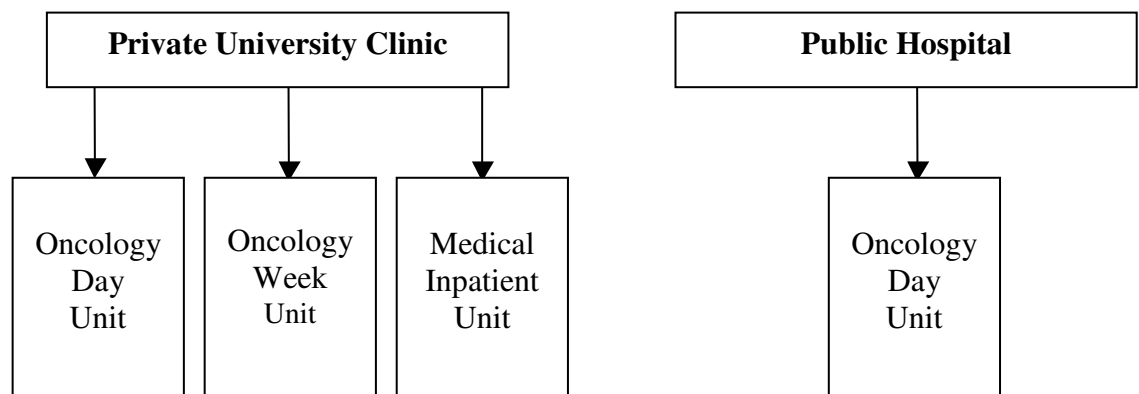 Private University Clinic
Public Hospital
Oncology
Day
Unit
Oncology
Week
Unit
Medical
Inpatient
Unit
Oncology
Day
Unit